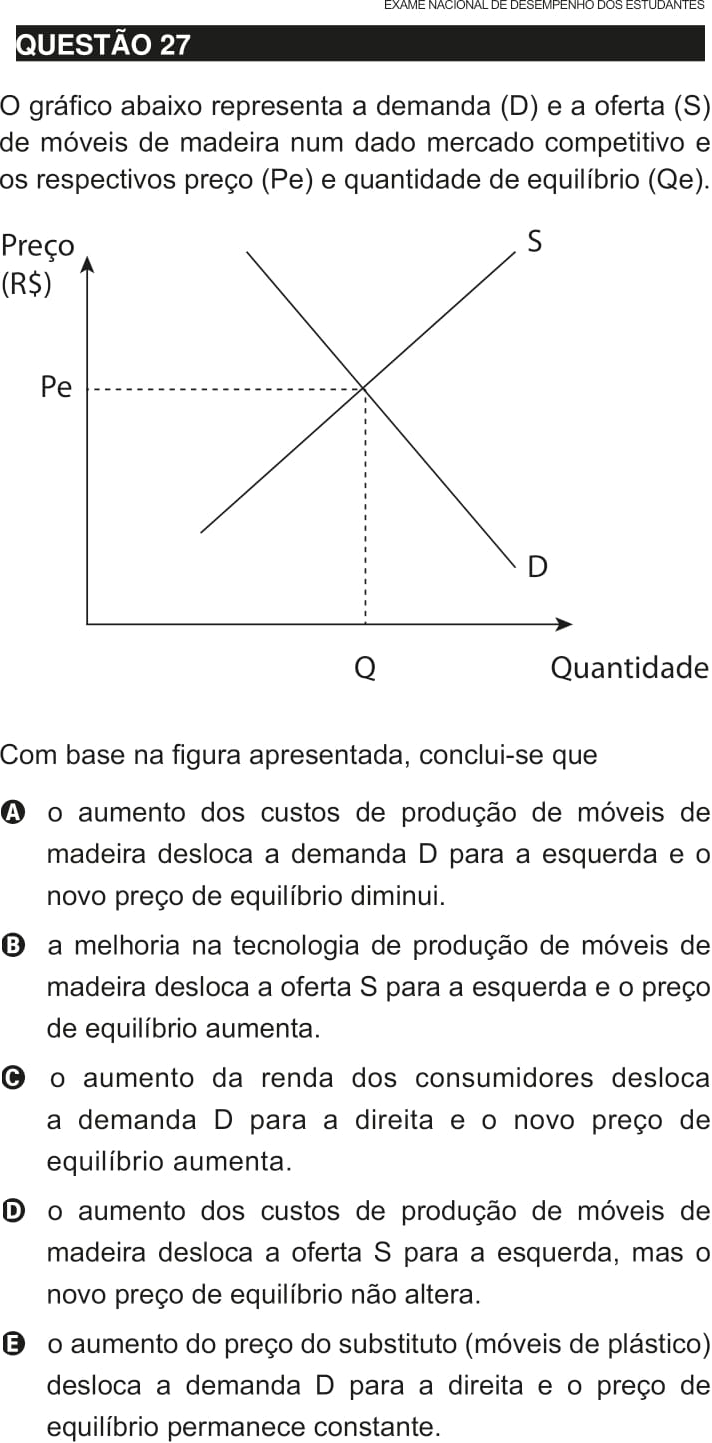 EXAME NACIONAL DE DESEMPENHO DOS ESTUDANTES
QUESTÃO 27
O gráfico abaixo representa a demanda (D) e a oferta (S)
de móveis de madeira num dado mercado competitivo e
os respectivos preço (Pe) e quantidade de equilíbrio (Qe).
Preço
(R$)
S
Pe
D
Q
Quantidade
Com base na figura apresentada, conclui-se que
A o aumento dos custos de produção de móveis de
madeira desloca a demanda D para a esquerda e o
novo preço de equilíbrio diminui.
B a melhoria na tecnologia de produção de móveis de
madeira desloca a oferta S para a esquerda e o preço
de equilíbrio aumenta.
C o aumento da renda dos consumidores desloca
a demanda D para a direita e o novo preço de
equilíbrio aumenta.
D o aumento dos custos de produção de móveis de
madeira desloca a oferta S para a esquerda, mas o
novo preço de equilíbrio não altera.
E o aumento do preço do substituto (móveis de plástico)
desloca a demanda D para a direita e o preço de
equilíbrio permanece constante.